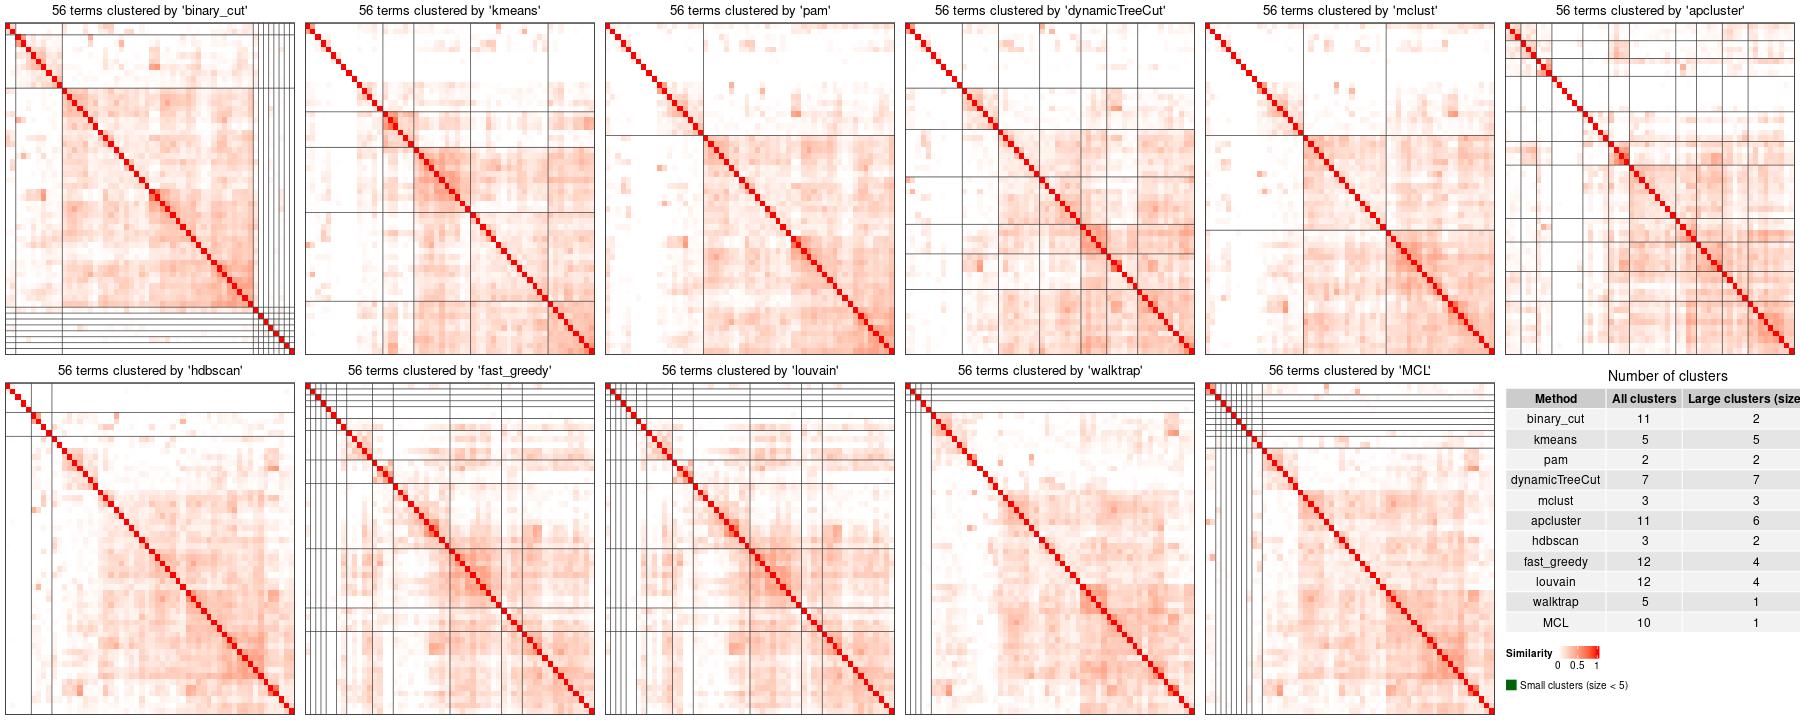 56 terms clustered by 'binary_cut'
56 terms clustered by 'kmeans'
56 terms clustered by 'pam'
56 terms clustered by 'dynamicTreeCut'
56 terms clustered by 'mclust'
56 terms clustered by 'apcluster'
56 terms clustered by 'hdbscan'
56 terms clustered by 'fast_greedy'
56 terms clustered by 'louvain'
56 terms clustered by 'walktrap'
56 terms clustered by 'MCL'
Number of clusters
Method All clusters Large clusters (size
binary_cut 11 2
kmeans 5 5
pam 2 2
dynamicTreeCut 7 7
mclust 3 3
apcluster 11 6
hdbscan 3 2
fast_greedy 12 4
louvain 12 4
walktrap 5 1
MCL 10 1
Similarity
0 0.5 1
Small clusters (size < 5)